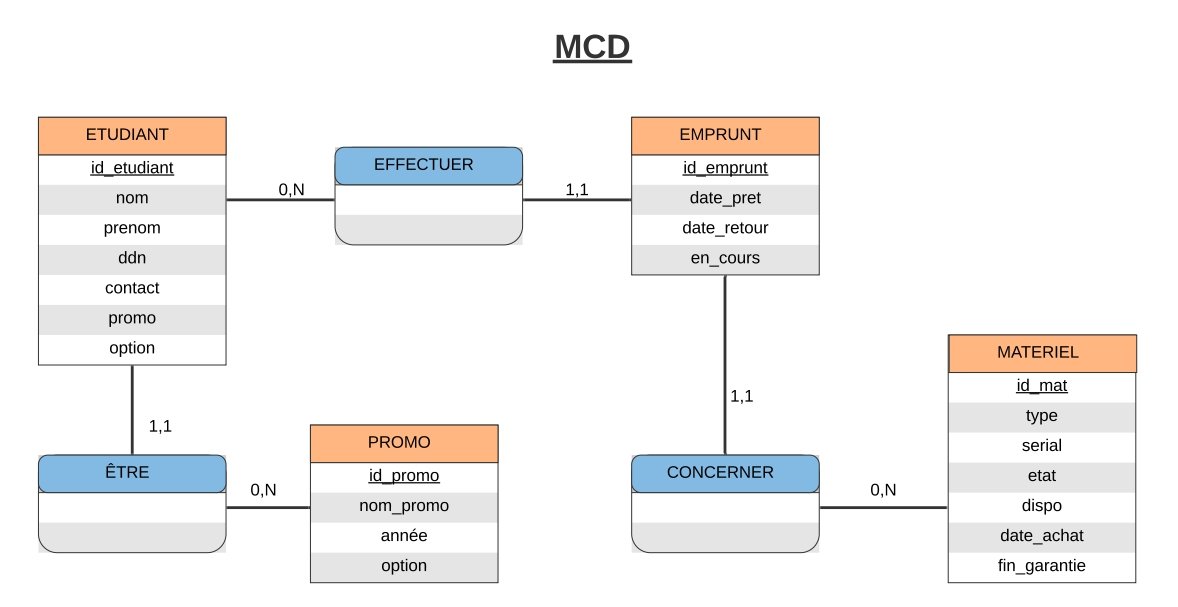 MCD
ETUDIANT
id_etudiant
nom
prenom
ddn
contact
promo
option
0,N
EFFECTUER
1,1
EMPRUNT
id_emprunt
date_pret
date_retour
en_cours
1,1
ÊTRE
0,N
PROMO
id_promo
nom_promo
année
option
1,1
CONCERNER
0,N
MATERIEL
id_mat
type
serial
etat
dispo
date_achat
fin_garantie